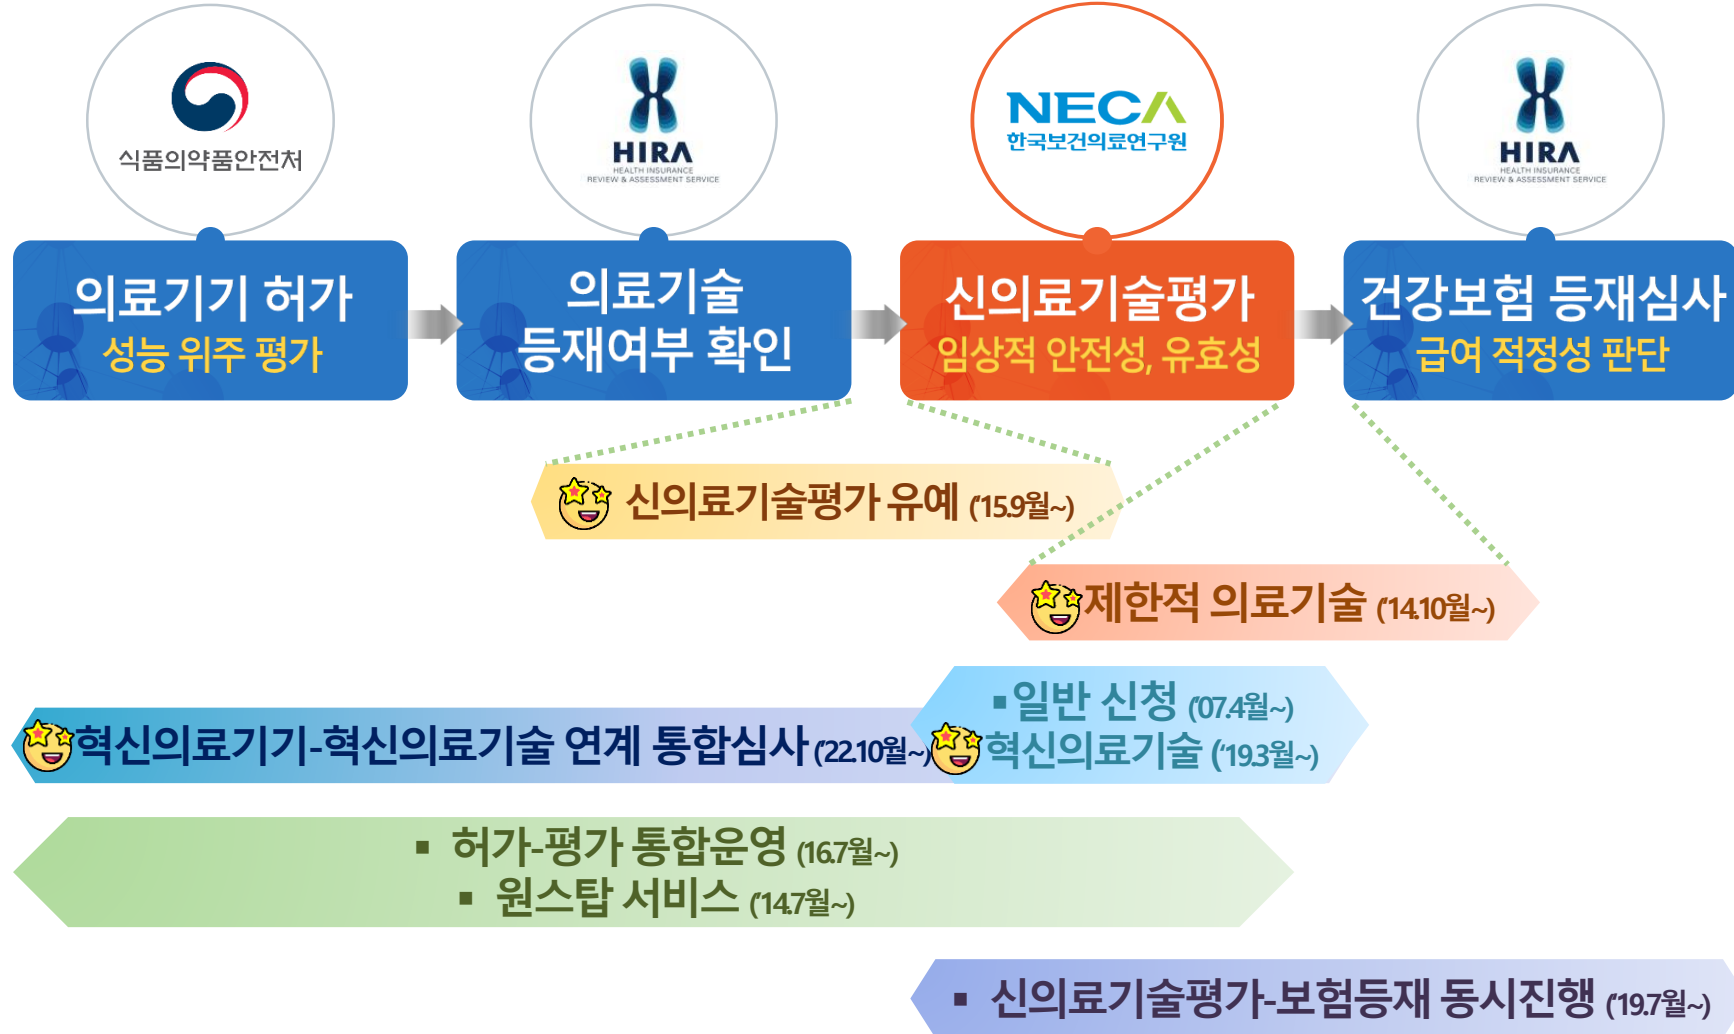 식품의약품안전처
HIRA
HEALTH INSURANCE
REVIEW & ASSESSMENT SERVICE
NECA
한국보건의료연구원
HIRA
HEALTH INSURANCE
REVIEW & ASSESSMENT SERVICE
의료기기 허가
성능 위주 평가
의료기술
등재여부 확인
신의료기술평가
임상적 안전성, 유효성
건강보험 등재심사
급여 적정성 판단
신의료기술평가 유예 ('15.9월~)
제한적 의료기술 ('14.10월~)
▪일반 신청 ('07.4월~)
혁신의료기기-혁신의료기술 연계 통합심사 ('22.10월~)
혁신의료기술 ('19.3월~)
▪ 허가-평가 통합운영 ('16.7월~)
▪ 원스탑 서비스 ('14.7월~)
▪ 신의료기술평가-보험등재 동시진행 ('19.7월~)